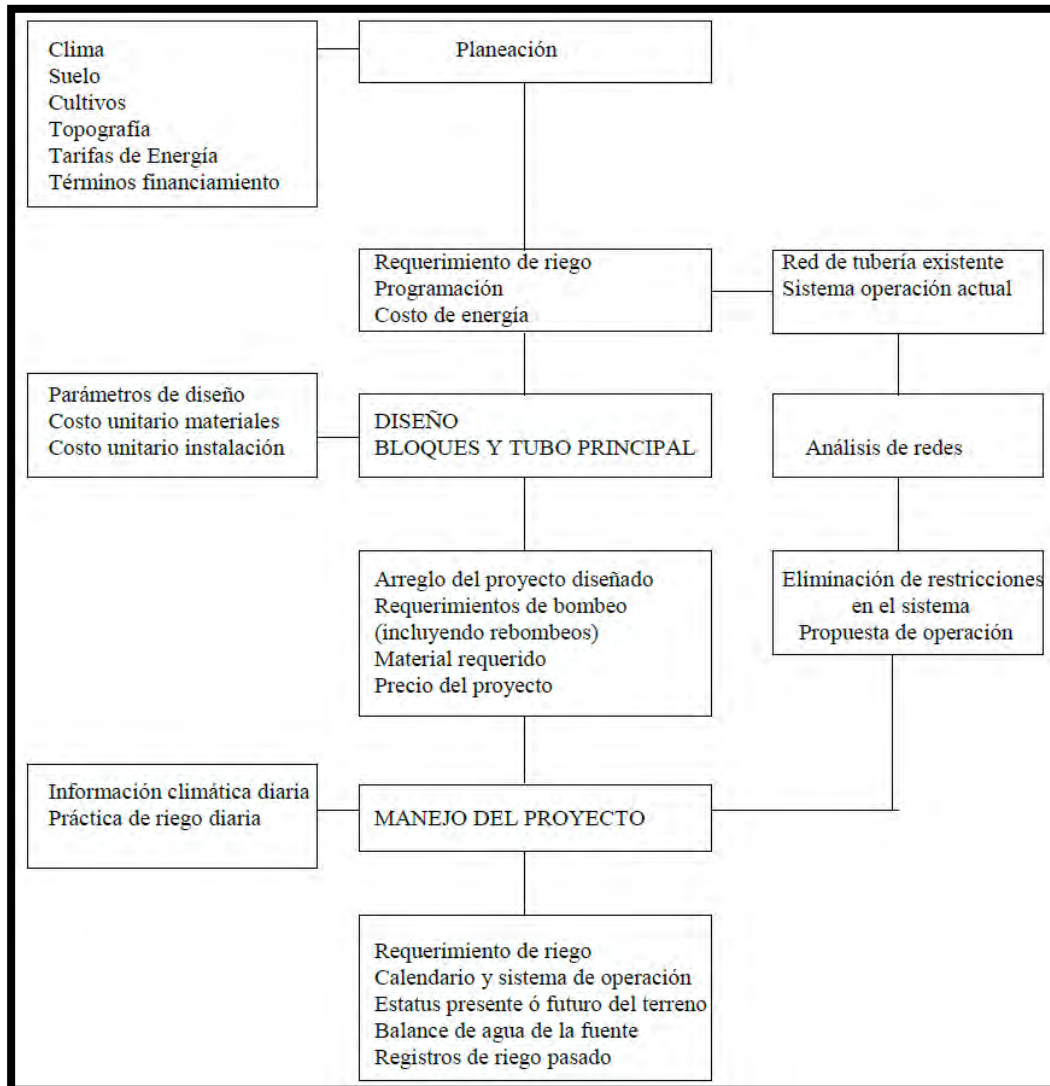 Clima
Suelo
Cultivos
Topografía
Tarifas de Energía
Términos financiamiento
Planeación
Requerimiento de riego
Programación
Costo de energía
Red de tubería existente
Sistema operación actual
Parámetros de diseño
Costo unitario materiales
Costo unitario instalación
DISEÑO
BLOQUES Y TUBO PRINCIPAL
Análisis de redes
Arreglo del proyecto diseñado
Requerimientos de bombeo
(incluyendo rebombeos)
Material requerido
Precio del proyecto
Eliminación de restricciones
en el sistema
Propuesta de operación
Información climática diaria
Práctica de riego diaria
MANEJO DEL PROYECTO
Requerimiento de riego
Calendario y sistema de operación
Estatus presente ó futuro del terreno
Balance de agua de la fuente
Registros de riego pasado